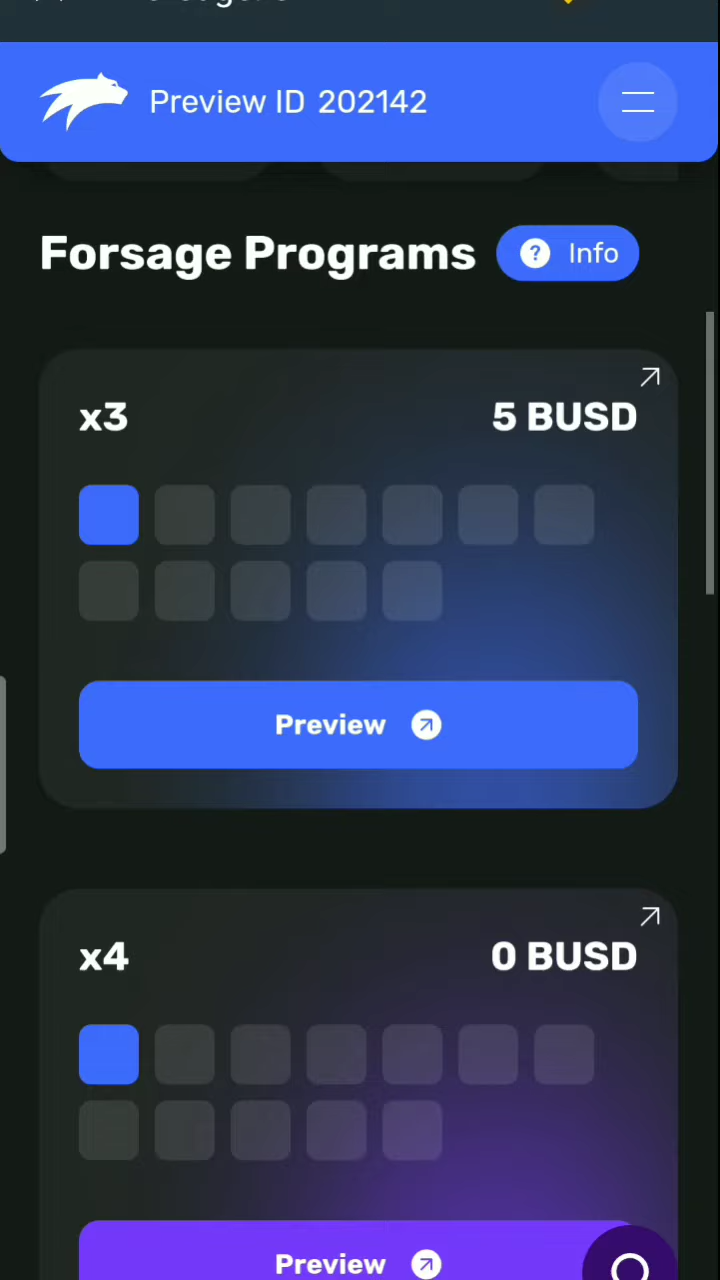 Preview ID 202142
Forsage Programs
? Info
x3 5 BUSD
Preview
x4 0 BUSD
Preview